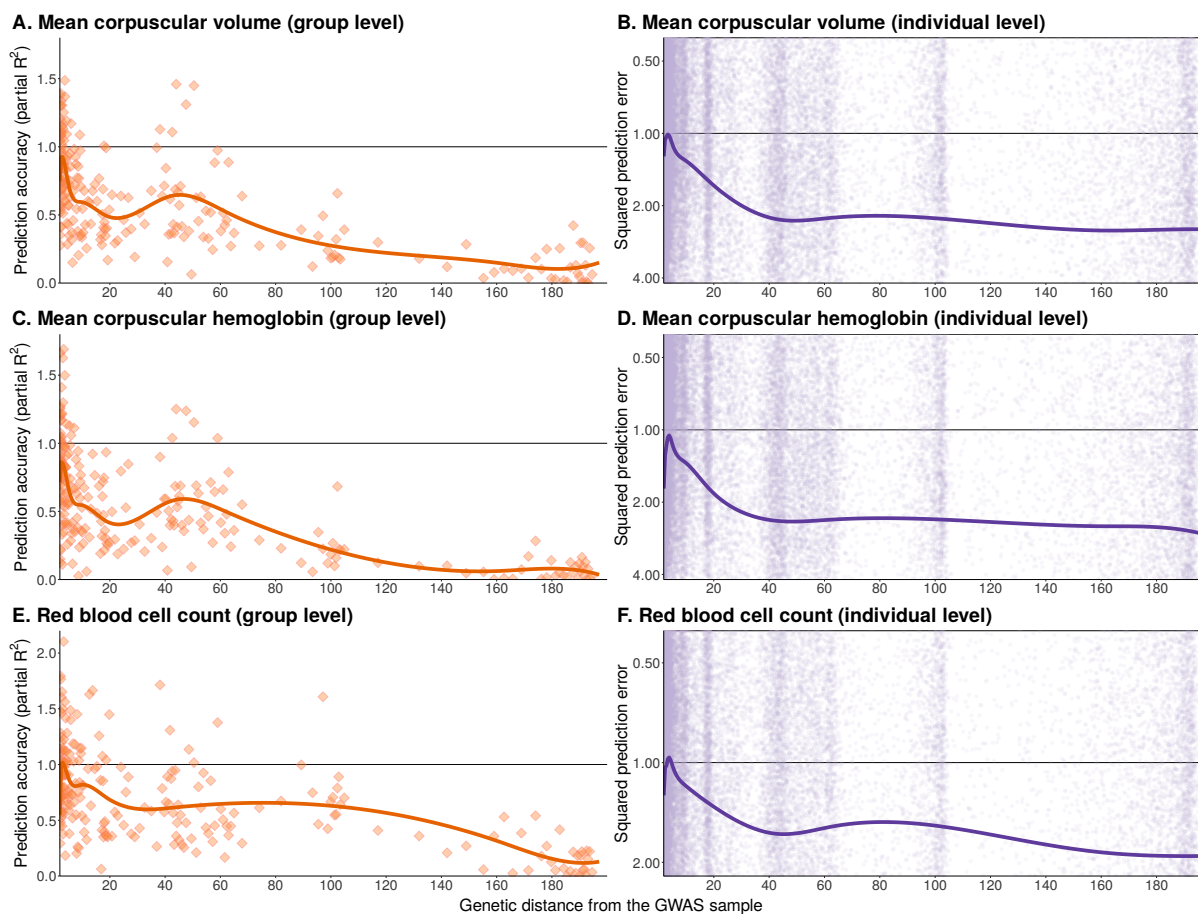 A. Mean corpuscular volume (group level)
Prediction accuracy (partial R²)
1.5
1.0
0.5
0.0
20 40 60 80 100 120 140 160 180
B. Mean corpuscular volume (individual level)
Squared prediction error
0.50
1.00
2.00
4.00
20 40 60 80 100 120 140 160 180
C. Mean corpuscular hemoglobin (group level)
Prediction accuracy (partial R²)
1.5
1.0
0.5
0.0
20 40 60 80 100 120 140 160 180
D. Mean corpuscular hemoglobin (individual level)
Squared prediction error
0.50
1.00
2.00
4.00
20 40 60 80 100 120 140 160 180
E. Red blood cell count (group level)
Prediction accuracy (partial R²)
2.0
1.5
1.0
0.5
0.0
20 40 60 80 100 120 140 160 180
F. Red blood cell count (individual level)
Squared prediction error
0.50
1.00
2.00
20 40 60 80 100 120 140 160 180
Genetic distance from the GWAS sample